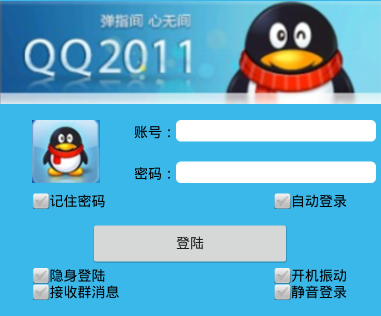 弹指间 心无间
QQ2011
账号：
密码：
记住密码 自动登录
登陆
隐身登陆 开机振动
接收群消息 静音登录